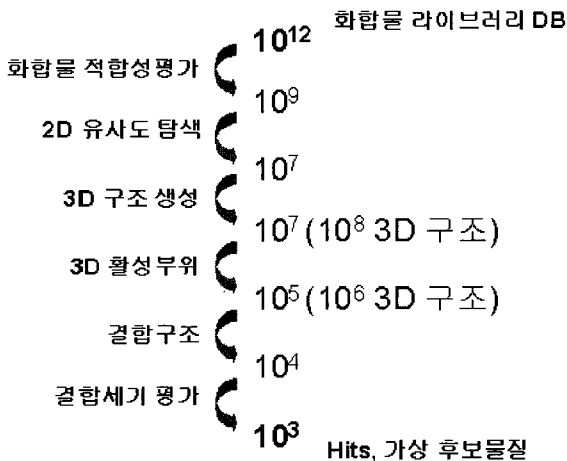 10¹² 화합물 라이브러리 DB
화합물 적합성평가
10⁹
2D 유사도 탐색
10⁷
3D 구조 생성
10⁷ (10⁸ 3D 구조)
3D 활성부위
10⁵ (10⁶ 3D 구조)
결합구조
10⁴
결합세기 평가
10³ Hits, 가상 후보물질